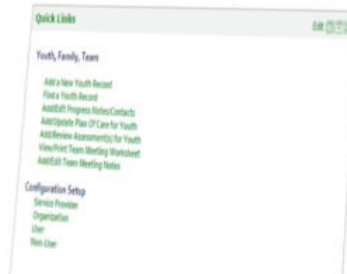 Quick Links
Edit
Youth, Family, Team
Add a New Youth Record
Find a Youth Record
Add/Edit Progress Notes/Contacts
Add/Update Plan Of Care for Youth
Add/Review Assessment(s) for Youth
View/Print Team Meeting Worksheet
Add/Edit Team Meeting Notes
Configuration Setup
Service Provider
Organization
User
Non-User